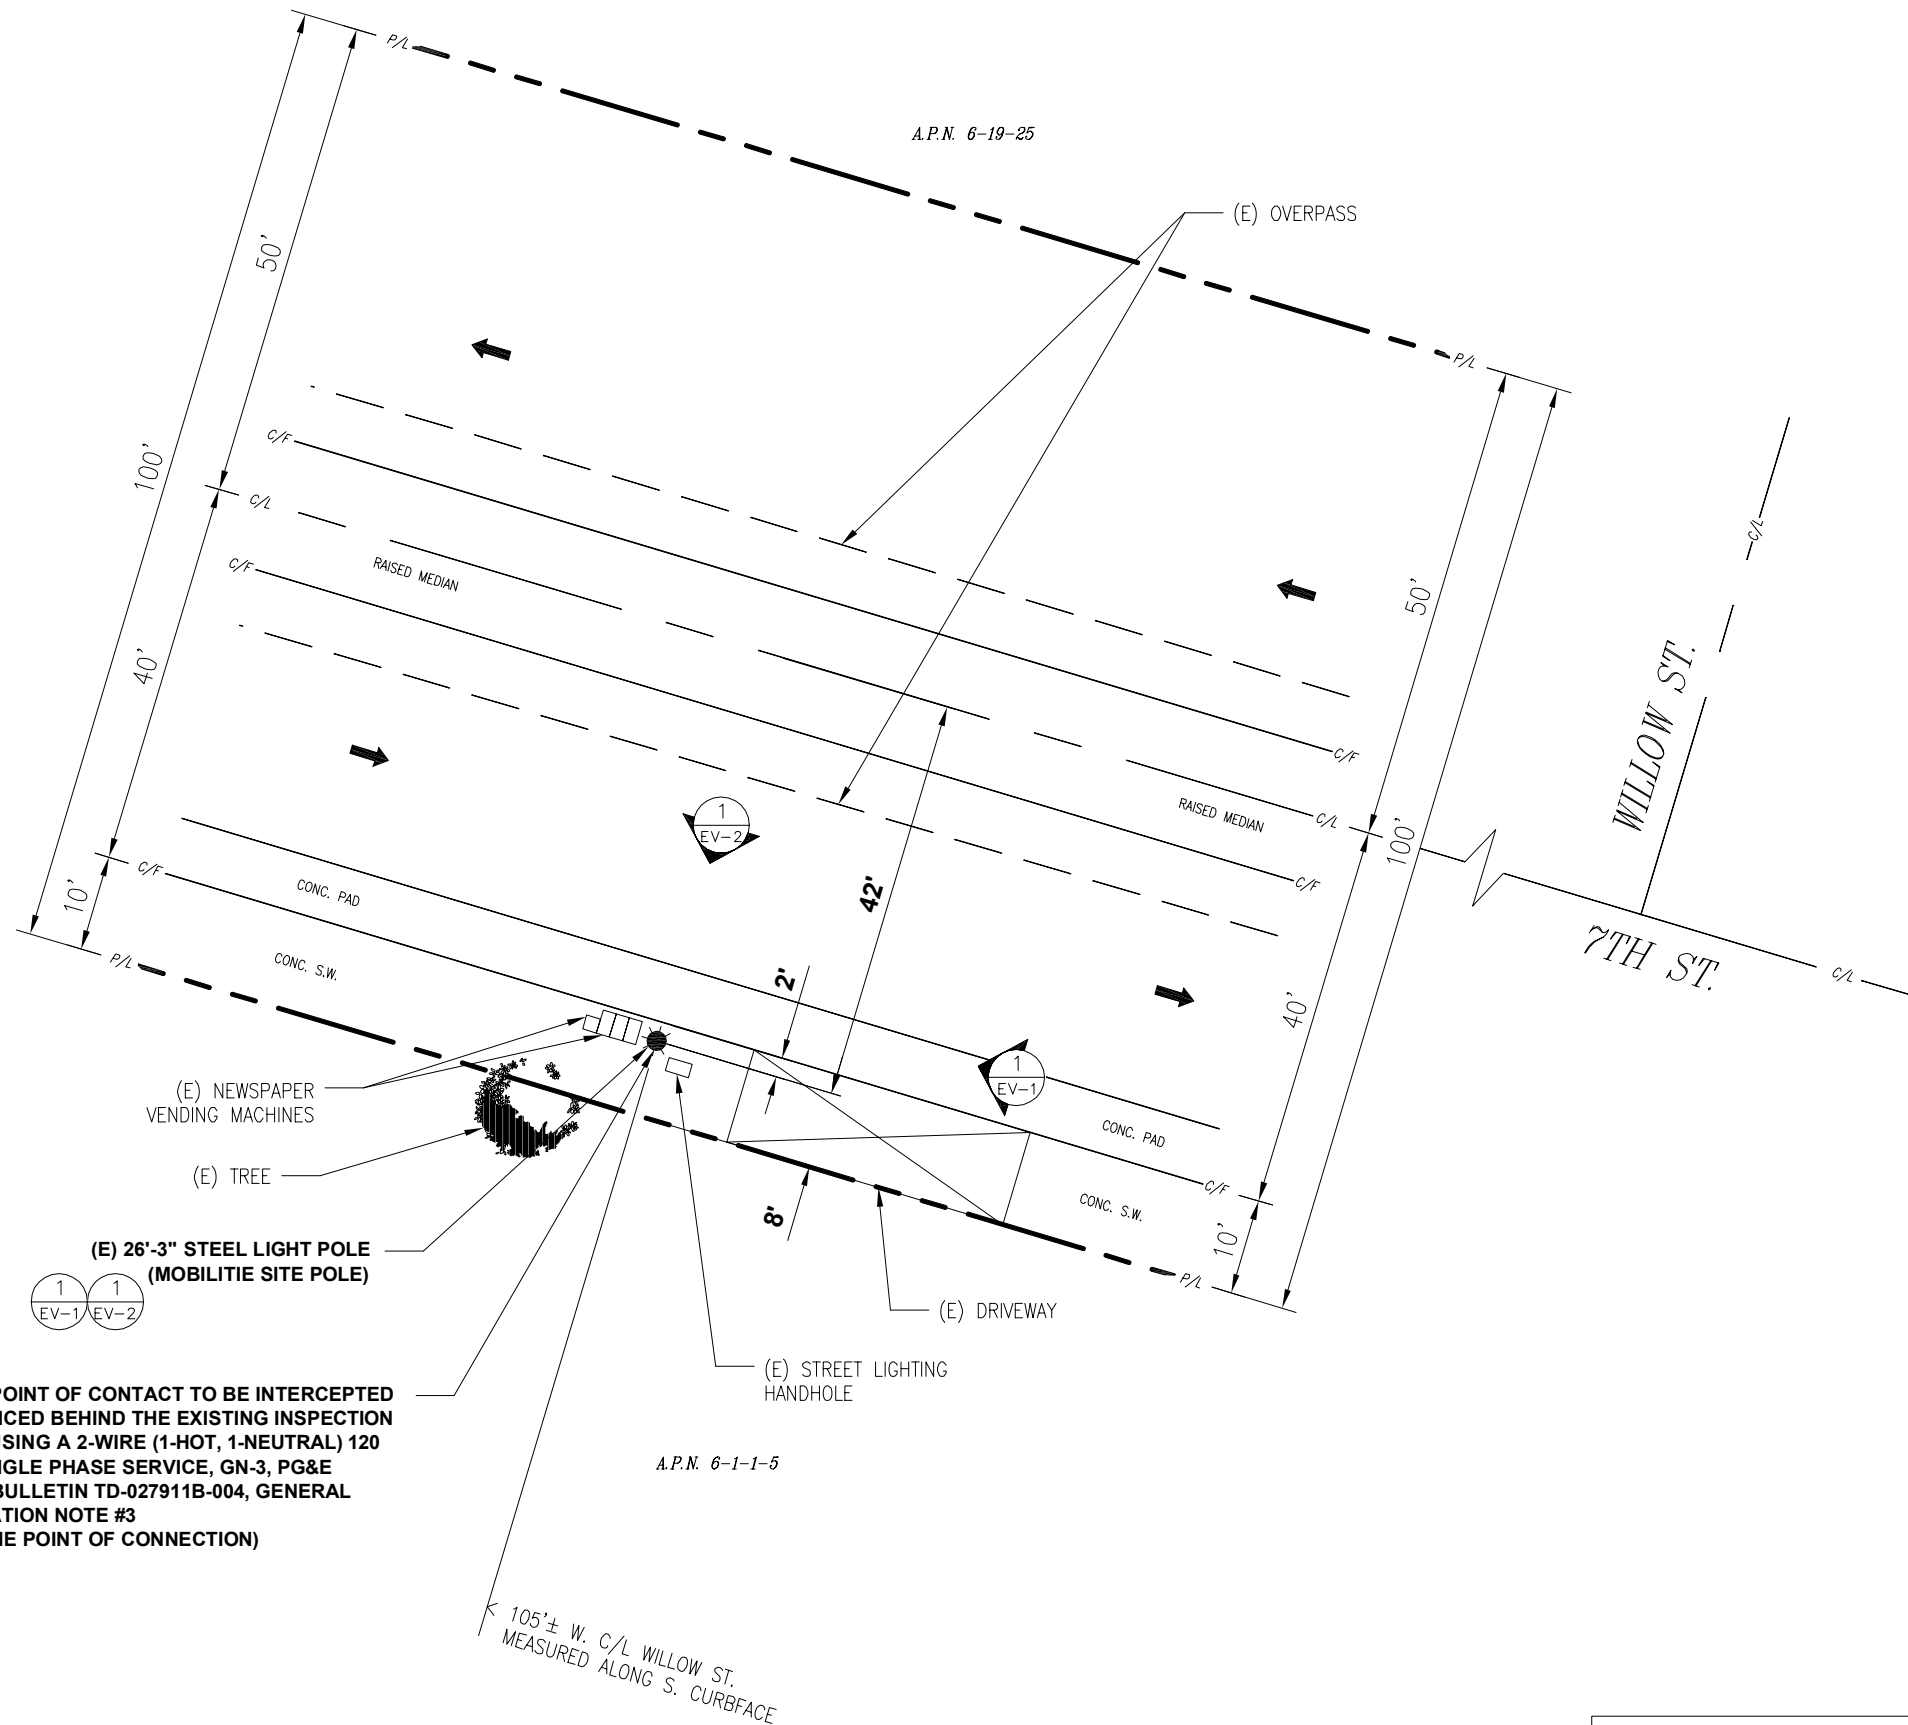 P/L
A.P.N. 6-19-25
(E) OVERPASS
50'
100'
P/L
C/F
C/L
C/L
C/F
RAISED MEDIAN
50'
40'
WILLOW ST.
C/F
RAISED MEDIAN
C/L
100'
1
EV-2
42'
C/F
C/F
CONC. PAD
10'
7TH ST.
C/L
P/L
CONC. S.W.
2'
40'
1
EV-1
(E) NEWSPAPER
VENDING MACHINES
CONC. PAD
(E) TREE
C/F
CONC. S.W.
8'
10'
P/L
(E) 26'-3" STEEL LIGHT POLE
(MOBILITIE SITE POLE)
1
EV-1
1
EV-2
(E) DRIVEWAY
(E) STREET LIGHTING
HANDHOLE
POINT OF CONTACT TO BE INTERCEPTED
BEHIND THE EXISTING INSPECTION
A 2-WIRE (1-HOT, 1-NEUTRAL) 120
PHASE SERVICE, GN-3, PG&E
BULLETIN TD-027911B-004, GENERAL
NOTE #3
POINT OF CONNECTION)
A.P.N. 6-1-1-5
105'± W. C/L WILLOW ST.
MEASURED ALONG S. CURBFACE